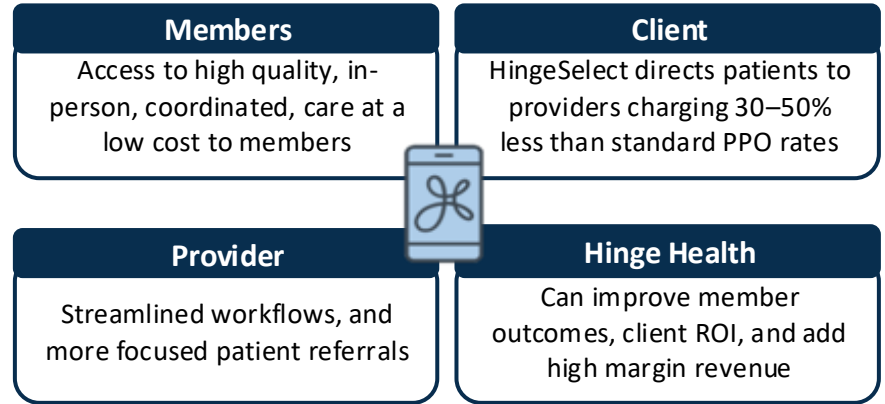 Members
Access to high quality, in-
person, coordinated, care at a
low cost to members
Client
HingeSelect directs patients to
providers charging 30–50%
less than standard PPO rates
Provider
Streamlined workflows, and
more focused patient referrals
Hinge Health
Can improve member
outcomes, client ROI, and add
high margin revenue